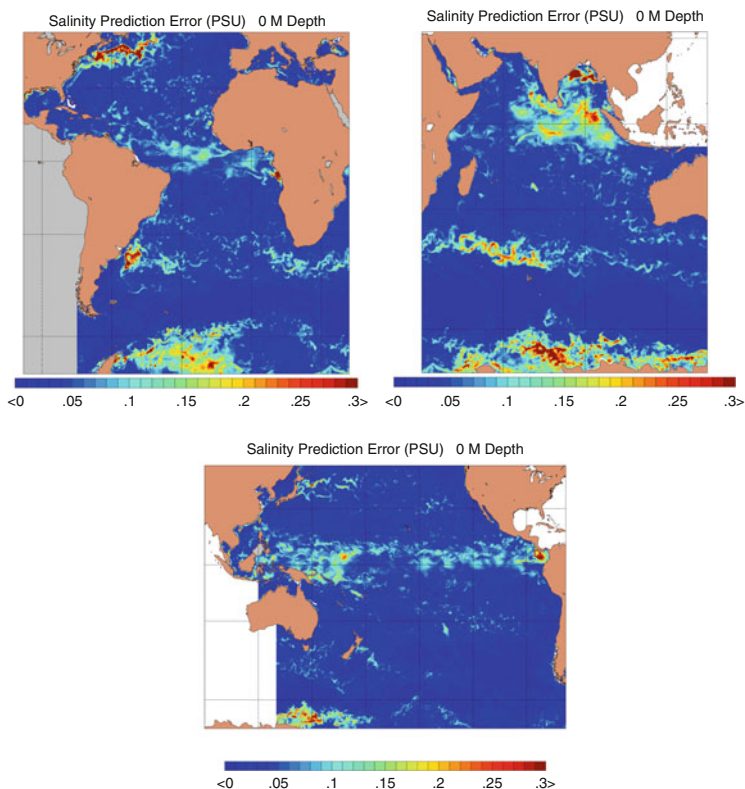 Salinity Prediction Error (PSU) 0 M Depth
<0 .05 .1 .15 .2 .25 .3>
Salinity Prediction Error (PSU) 0 M Depth
<0 .05 .1 .15 .2 .25 .3>
Salinity Prediction Error (PSU) 0 M Depth
<0 .05 .1 .15 .2 .25 .3>